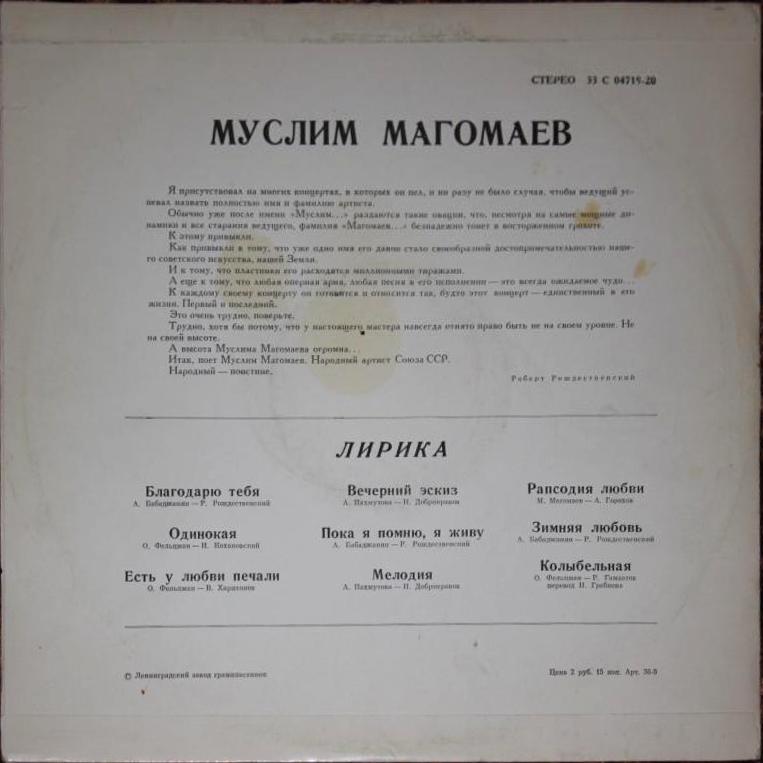 СТЕРЕО 33 С 04719-20
МУСЛИМ МАГОМАЕВ
Я присутствовал на многих концертах, в которых он пел, и ни разу не было случая, чтобы ведущий ус-
певал назвать полностью имя и фамилию артиста.
Обычно уже после имени «Муслим...» раздаются такие овации, что, несмотря на самые мощные ди-
намики и все старания ведущего, фамилия «Магомаев...» безнадежно тонет в восторженном грохоте.
К этому привыкли.
Как привыкли к тому, что уже одно имя его давно стало своеобразной достопримечательностью наше-
го советского искусства, нашей Земли.
И к тому, что пластинки его расходятся миллионными тиражами.
А еще к тому, что любая оперная ария, любая песня в его исполнении — это всегда ожидаемое чудо...
К каждому своему концерту он готовится и относится так, будто этот концерт — единственный в его
жизни. Первый и последний.
Это очень трудно, поверьте.
Трудно, хотя бы потому, что у настоящего мастера навсегда отнято право быть не на своем уровне. Не
на своей высоте.
А высота Муслима Магомаева огромна...
Итак, поет Муслим Магомаев. Народный артист Союза ССР.
Народный — поистине.
Роберт Рождественский
ЛИРИКА
Благодарю тебя
А. Бабаджанян — Р. Рождественский
Одинокая
О. Фельцман — И. Кохановский
Есть у любви печали
О. Фельцман — В. Харитонов
Вечерний эскиз
А. Пахмутова — Н. Добронравов
Пока я помню, я живу
А. Бабаджанян — Р. Рождественский
Мелодия
А. Пахмутова — Н. Добронравов
Рапсодия любви
М. Магомаев — А. Горохов
Зимняя любовь
А. Бабаджанян — Р. Рождественский
Колыбельная
О. Фельцман — Р. Гамзатов
перевод Н. Гребнева
© Ленинградский завод грампластинок
Цена 2 руб. 15 коп. Арт. 36-5